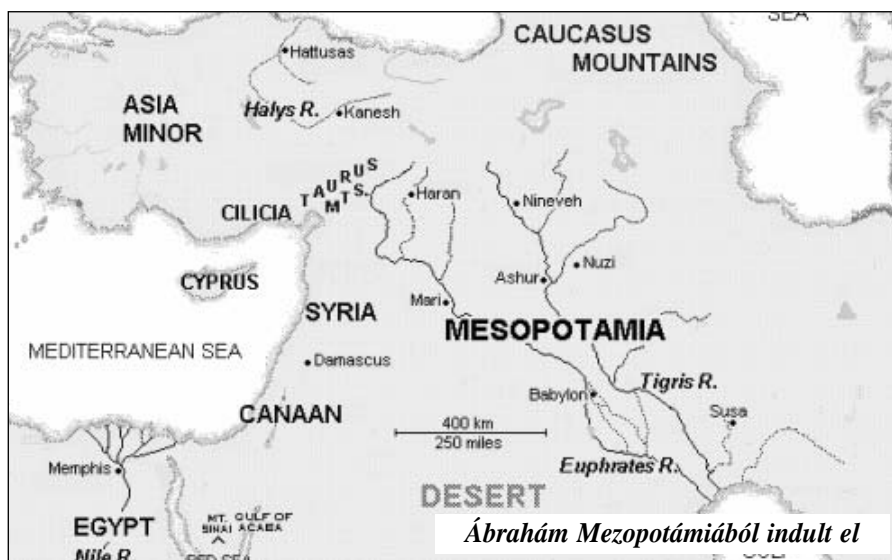 SEA
CAUCASUS
MOUNTAINS
Hattusas
ASIA
MINOR
Halys R.
Kanesh
TAURUS
MTS.
Haran
Nineveh
CILICIA
CYPRUS
Nuzi
Ashur
Mari
SYRIA
MESOPOTAMIA
MEDITERRANEAN SEA
Damascus
Tigris R.
Babylon
Susa
CANAAN
400 km
250 miles
Euphrates R.
Memphis
DESERT
MT.
SINAI
GULF OF
ACABA
EGYPT
Nile R.
RED SEA
Ábrahám Mezopotámiából indult el